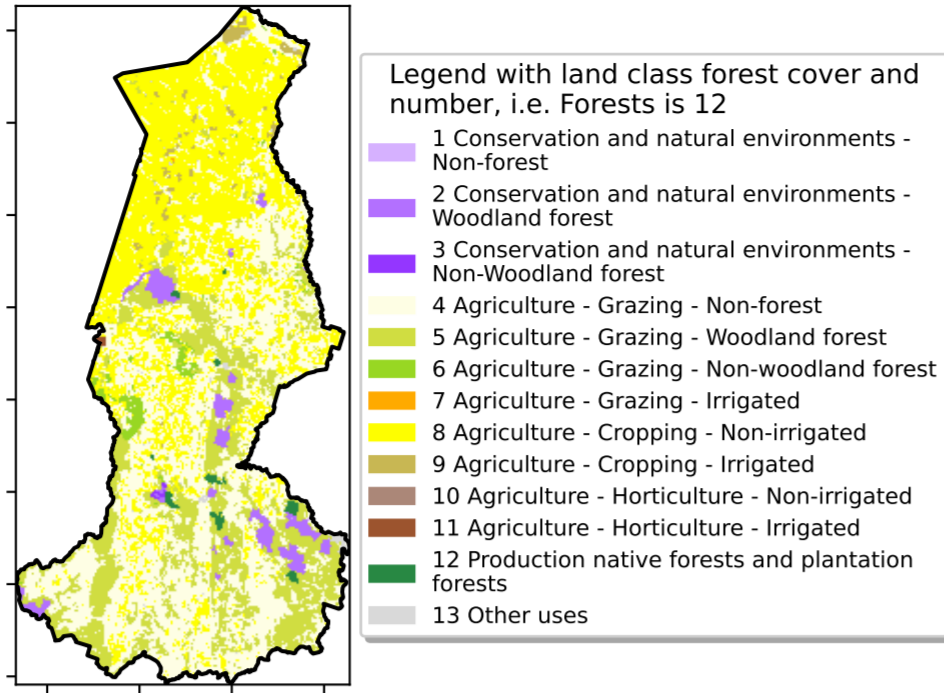 Legend with land class forest cover and
number, i.e. Forests is 12
1 Conservation and natural environments -
Non-forest
2 Conservation and natural environments -
Woodland forest
3 Conservation and natural environments -
Non-Woodland forest
4 Agriculture - Grazing - Non-forest
5 Agriculture - Grazing - Woodland forest
6 Agriculture - Grazing - Non-woodland forest
7 Agriculture - Grazing - Irrigated
8 Agriculture - Cropping - Non-irrigated
9 Agriculture - Cropping - Irrigated
10 Agriculture - Horticulture - Non-irrigated
11 Agriculture - Horticulture - Irrigated
12 Production native forests and plantation
forests
13 Other uses